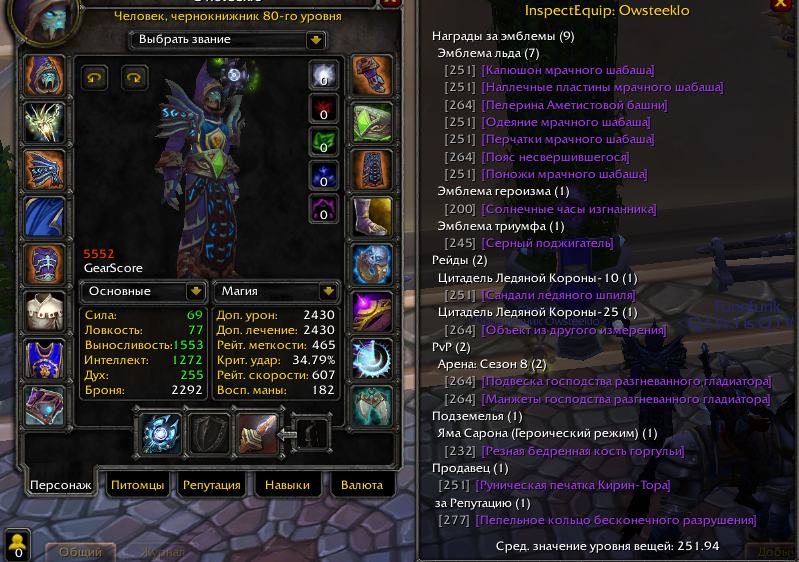 Человек, чернокнижник 80-го уровня
Выбрать звание
0
0
0
0
0
5552
GearScore
Основные
Магия
Сила: 69
Ловкость: 77
Выносливость: 1553
Интеллект: 1272
Дух: 255
Броня: 2292
Доп. урон: 2430
Доп. лечение: 2430
Рейт. меткости: 465
Крит. удар: 34.79%
Рейт. скорости: 607
Восп. маны: 182
Персонаж
Питомцы
Репутация
Навыки
Валюта
0
Общий
Журнал
InspectEquip: Owsteeklo
Награды за эмблемы (9)
Эмблема льда (7)
[251] [Капюшон мрачного шабаша]
[251] [Наплечные пластины мрачного шабаша]
[264] [Пелерина Аметистовой башни]
[251] [Одеяние мрачного шабаша]
[251] [Перчатки мрачного шабаша]
[264] [Пояс несвершившегося]
[251] [Поножи мрачного шабаша]
Эмблема героизма (1)
[200] [Солнечные часы изгнанника]
Эмблема триумфа (1)
[245] [Серный поджигатель]
Рейды (2)
Цитадель Ледяной Короны-10 (1)
[251] [Сандали ледяного шпиля]
Цитадель Ледяной Короны-25 (1)
[264] [Объект из другого измерения]
PvP (2)
Арена: Сезон 8 (2)
[264] [Подвеска господства разгневанного гладиатора]
[264] [Манжеты господства разгневанного гладиатора]
Подземелья (1)
Яма Сарона (Героический режим) (1)
[232] [Резная бедренная кость горгульи]
Продавец (1)
[251] [Руническая печатка Кирин-Тора]
за Репутацию (1)
[277] [Пепельное кольцо бесконечного разрушения]
Сред. значение уровня вещей: 251.94